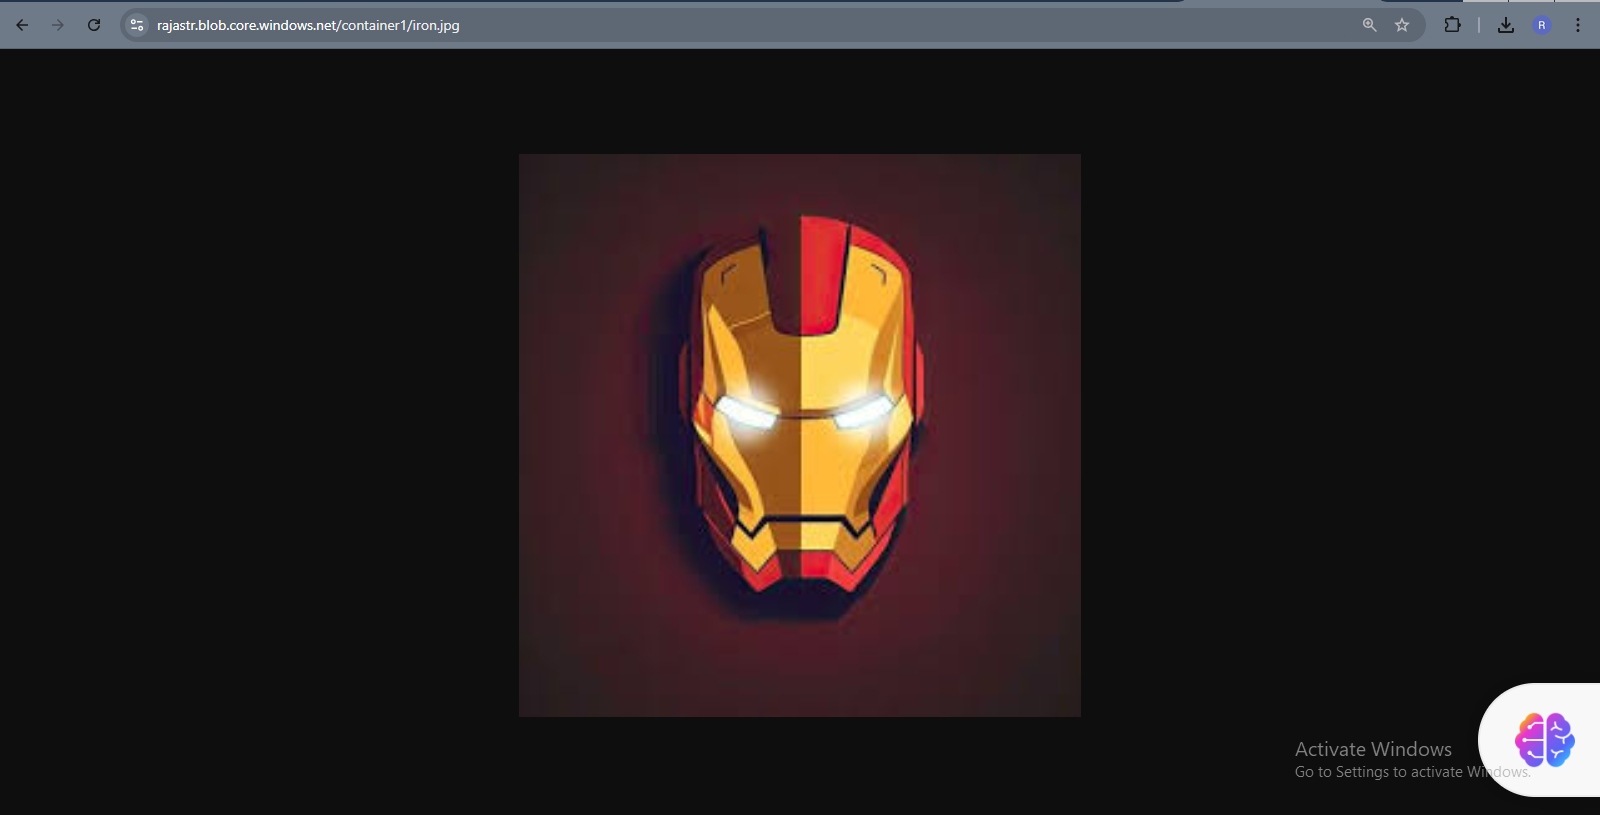 rajastr.blob.core.windows.net/container1/iron.jpg
R
Activate Windows
Go to Settings to activate Windows.